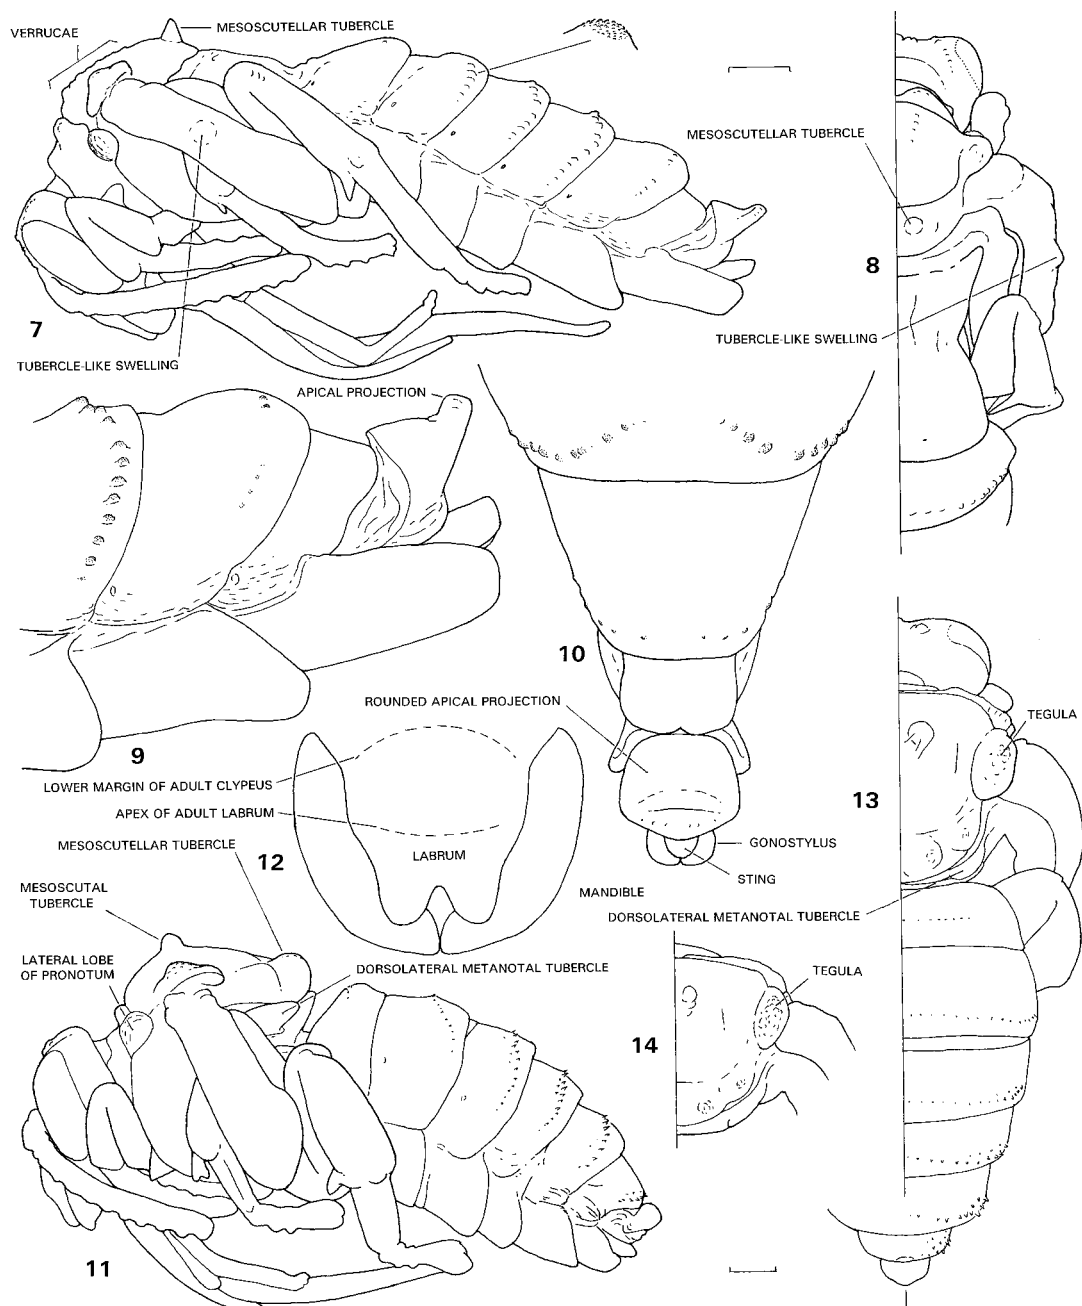 VERRUCAE
MESOSCUTELLAR TUBERCLE
MESOSCUTELLAR TUBERCLE
8
7
TUBERCLE-LIKE SWELLING
TUBERCLE-LIKE SWELLING
APICAL PROJECTION
10
ROUNDED APICAL PROJECTION
9
TEGULA
LOWER MARGIN OF ADULT CLYPEUS
13
APEX OF ADULT LABRUM
MESOSCUTELLAR TUBERCLE
12
LABRUM
GONOSTYLUS
STING
MESOSCUTAL
TUBERCLE
MANDIBLE
DORSOLATERAL METANOTAL TUBERCLE
LATERAL LOBE
OF PRONOTUM
DORSOLATERAL METANOTAL TUBERCLE
TEGULA
14
11